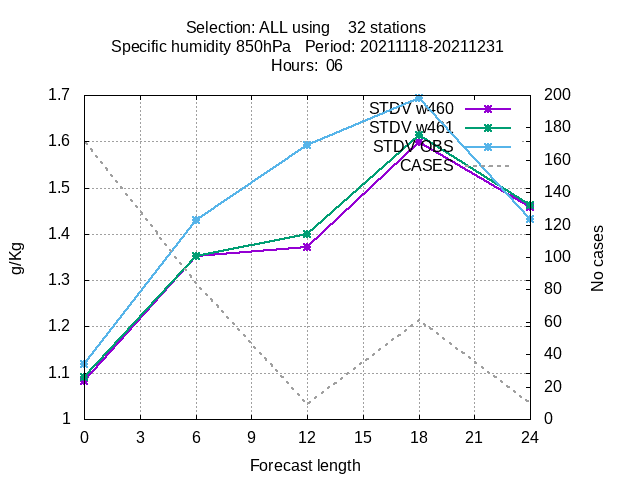 Selection: ALL using 32 stations
Specific humidity 850hPa Period: 20211118-20211231
Hours: 06
1.7
1.6
1.5
1.4
1.3
1.2
1.1
1
g/Kg
STDV w460
STDV w461
STDV OBS
CASES
200
180
160
140
120
100
80
60
40
20
0
No cases
0 3 6 9 12 15 18 21 24
Forecast length